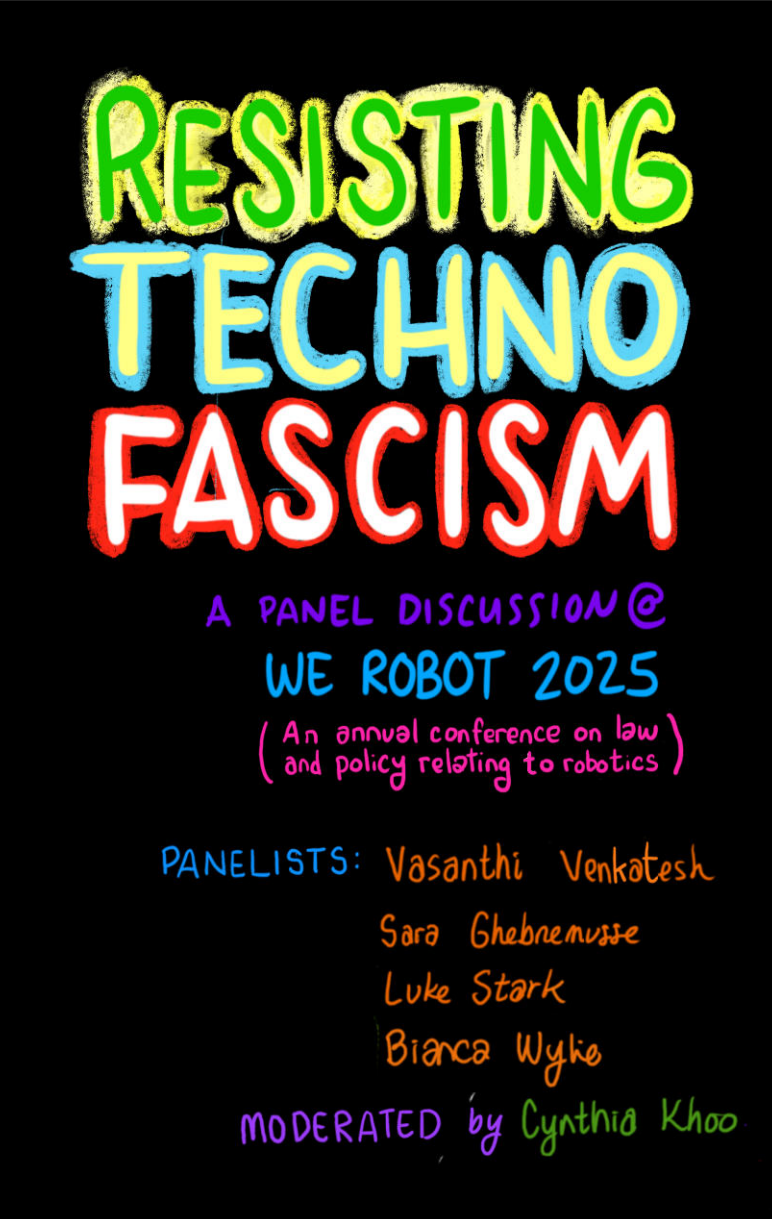 RESISTING
TECHNO
FASCISM
A PANEL DISCUSSION @
WE ROBOT 2025
(An annual conference on law
and policy relating to robotics)
PANELISTS: Vasanthi Venkatesh
Sara Ghebremusse
Luke Stark
Bianca Wylie
MODERATED by Cynthia Khoo